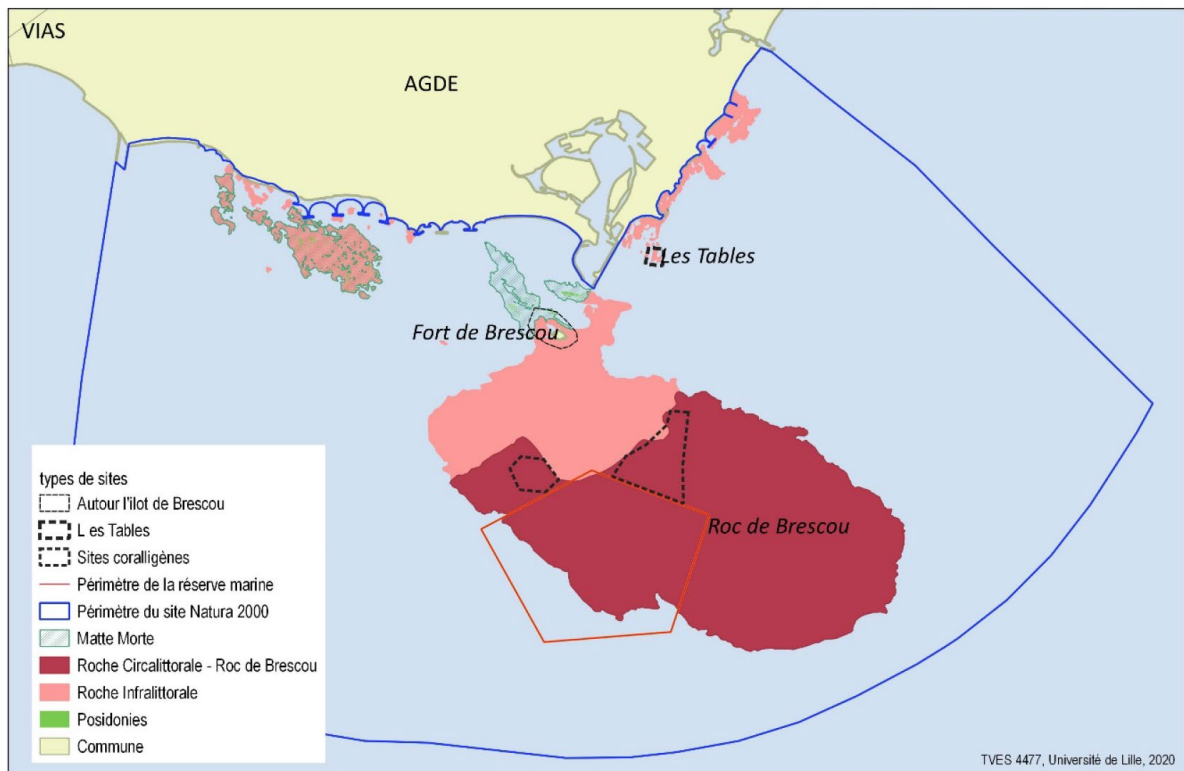 VIAS
AGDE
Les Tables
Fort de Brescou
Roc de Brescou
types de sites
Autour l'îlot de Brescou
L es Tables
Sites coralligènes
Périmètre de la réserve marine
Périmètre du site Natura 2000
Matte Morte
Roche Circalittorale - Roc de Brescou
Roche Infralittorale
Posidonies
Commune
TVES 4477, Université de Lille, 2020